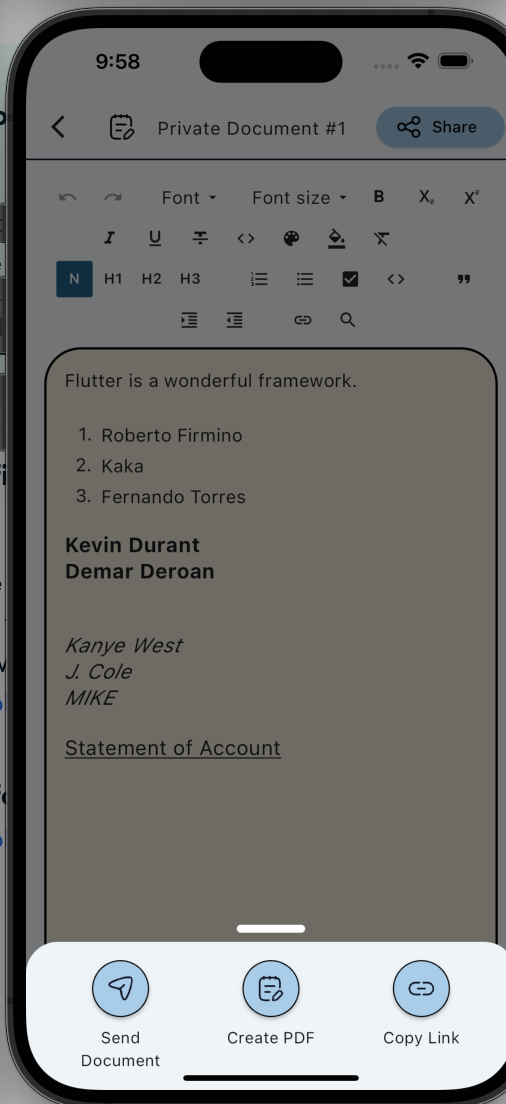 9:58
Private Document #1
Share
Font
Font size
B
X₂
X²
I
U
N
H1
H2
H3
Flutter is a wonderful framework.
1. Roberto Firmino
2. Kaka
3. Fernando Torres
Kevin Durant
Demar Deroan
Kanye West
J. Cole
MIKE
Statement of Account
Send
Document
Create PDF
Copy Link